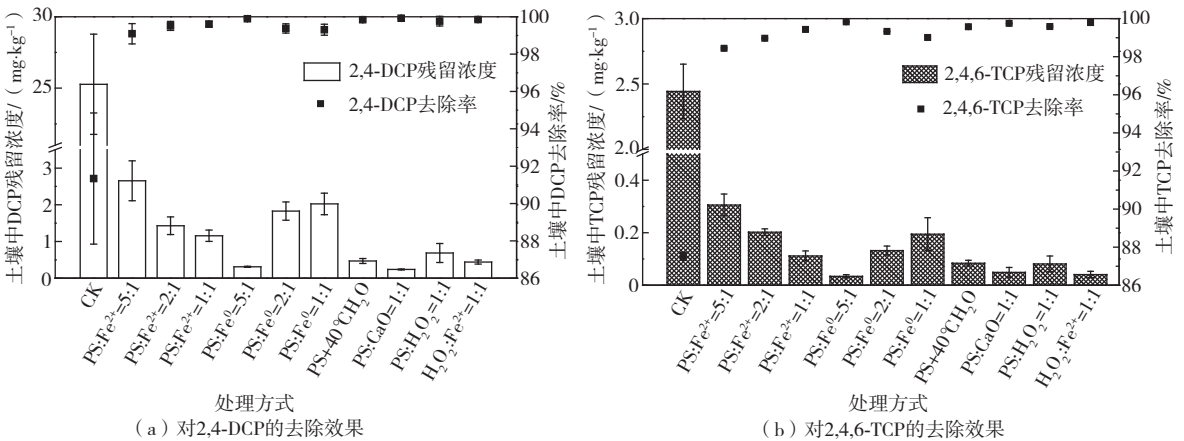 30
25
3
2
1
0
土壤中DCP残留浓度/（mg·kg⁻¹）
2,4-DCP残留浓度
2,4-DCP去除率
100
98
96
94
92
90
88
86
土壤中DCP去除率/%
CK
PS:Fe²⁺=5:1
PS:Fe²⁺=2:1
PS:Fe²⁺=1:1
PS:Fe⁰=5:1
PS:Fe⁰=2:1
PS:Fe⁰=1:1
PS+40℃H₂O
PS:CaO=1:1
PS:H₂O₂=1:1
H₂O₂:Fe²⁺=1:1
处理方式
（a）对2,4-DCP的去除效果
3.0
2.5
2.0
0.4
0.2
0
土壤中TCP残留浓度/（mg·kg⁻¹）
2,4,6-TCP残留浓度
2,4,6-TCP去除率
100
98
96
94
92
90
88
86
土壤中TCP去除率/%
CK
PS:Fe²⁺=5:1
PS:Fe²⁺=2:1
PS:Fe²⁺=1:1
PS:Fe⁰=5:1
PS:Fe⁰=2:1
PS:Fe⁰=1:1
PS+40℃H₂O
PS:CaO=1:1
PS:H₂O₂=1:1
H₂O₂:Fe²⁺=1:1
处理方式
（b）对2,4,6-TCP的去除效果